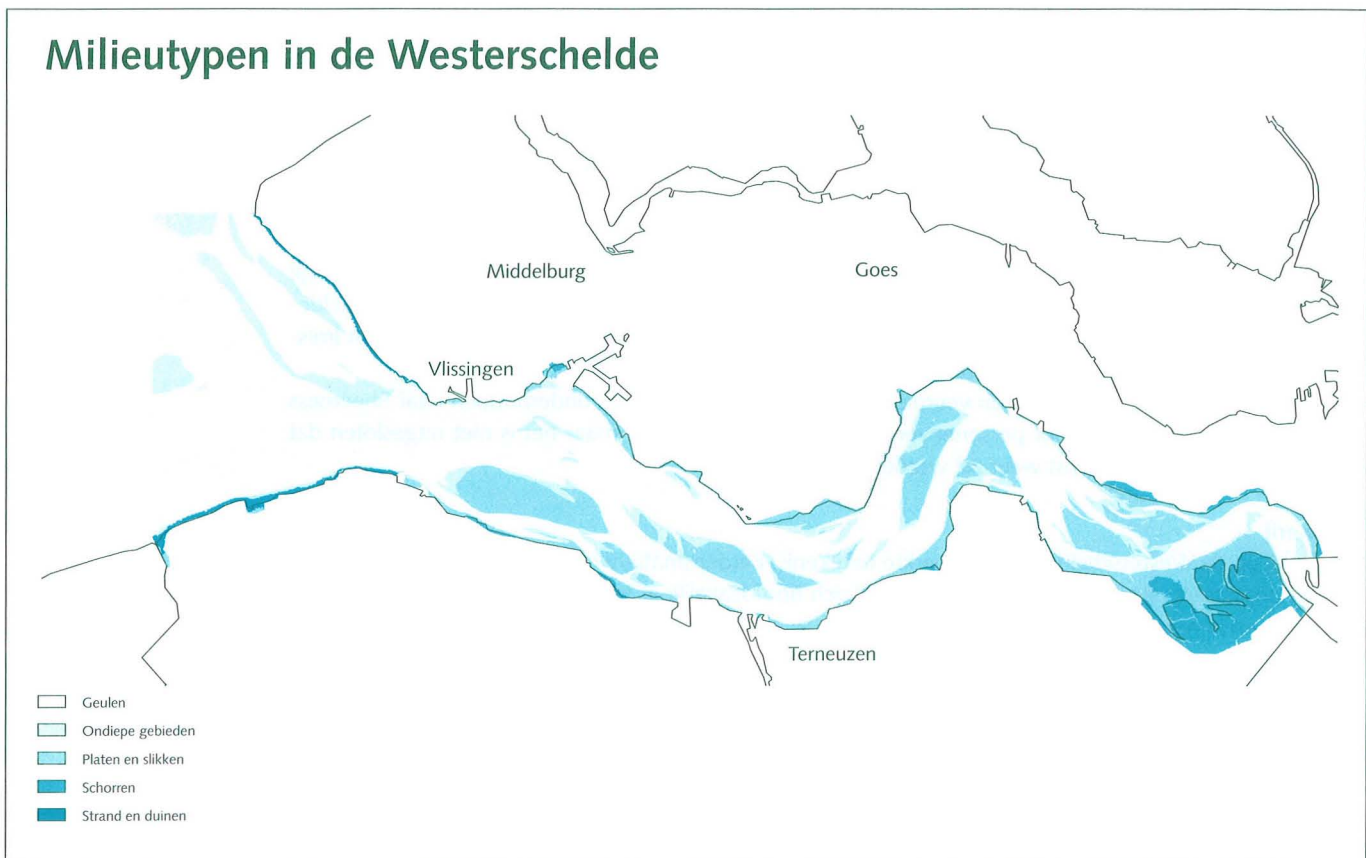 Milieutypen in de Westerschelde
Middelburg
Goes
Vlissingen
Terneuzen
Geulen
Ondiepe gebieden
Platen en slikken
Schorren
Strand en duinen